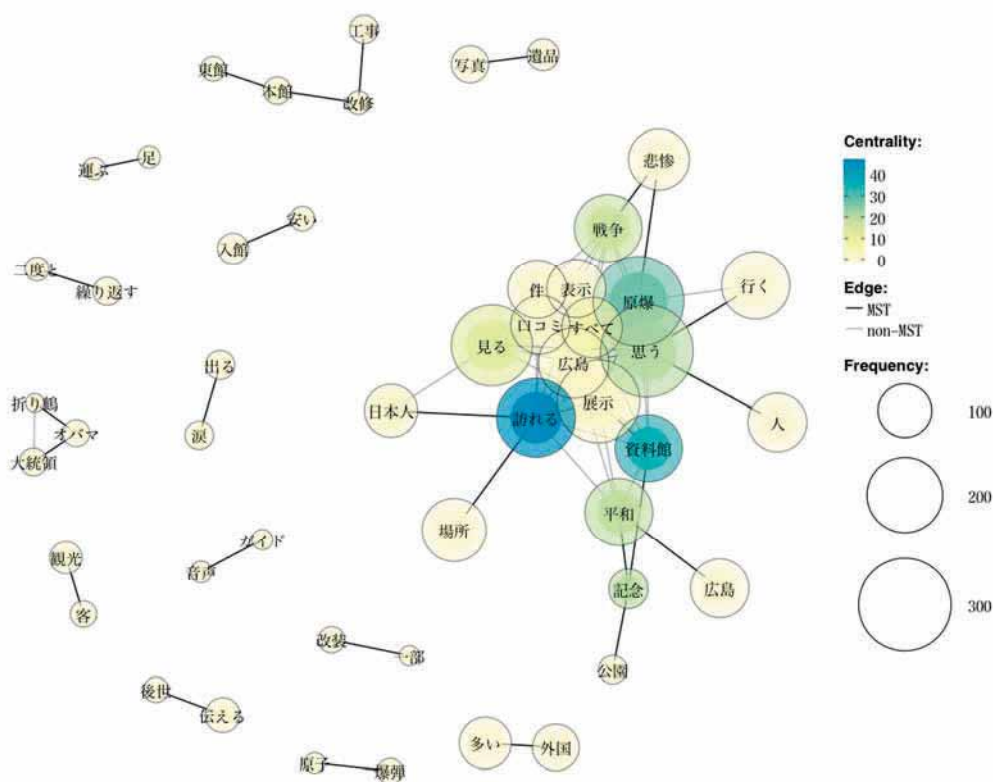 工事
東館
本館
改修
写真
遺品
運ぶ
足
悲惨
戦争
安い
入館
二度と
繰り返す
件
表示
原爆
行く
口コミ
すべて
見る
思う
広島
出る
涙
折り鶴
オバマ
大統領
日本人
訪れる
展示
人
資料館
場所
平和
観光
客
ガイド
音声
記念
広島
改装
一部
公園
後世
伝える
多い
外国
原子
爆弾
Centrality:
40
30
20
10
0
Edge:
MST
non-MST
Frequency:
100
200
300